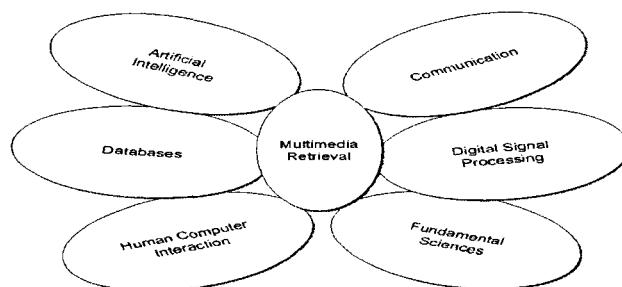 Artificial
Intelligence
Communication
Databases
Multimedia
Retrieval
Digital Signal
Processing
Human Computer
Interaction
Fundamental
Sciences